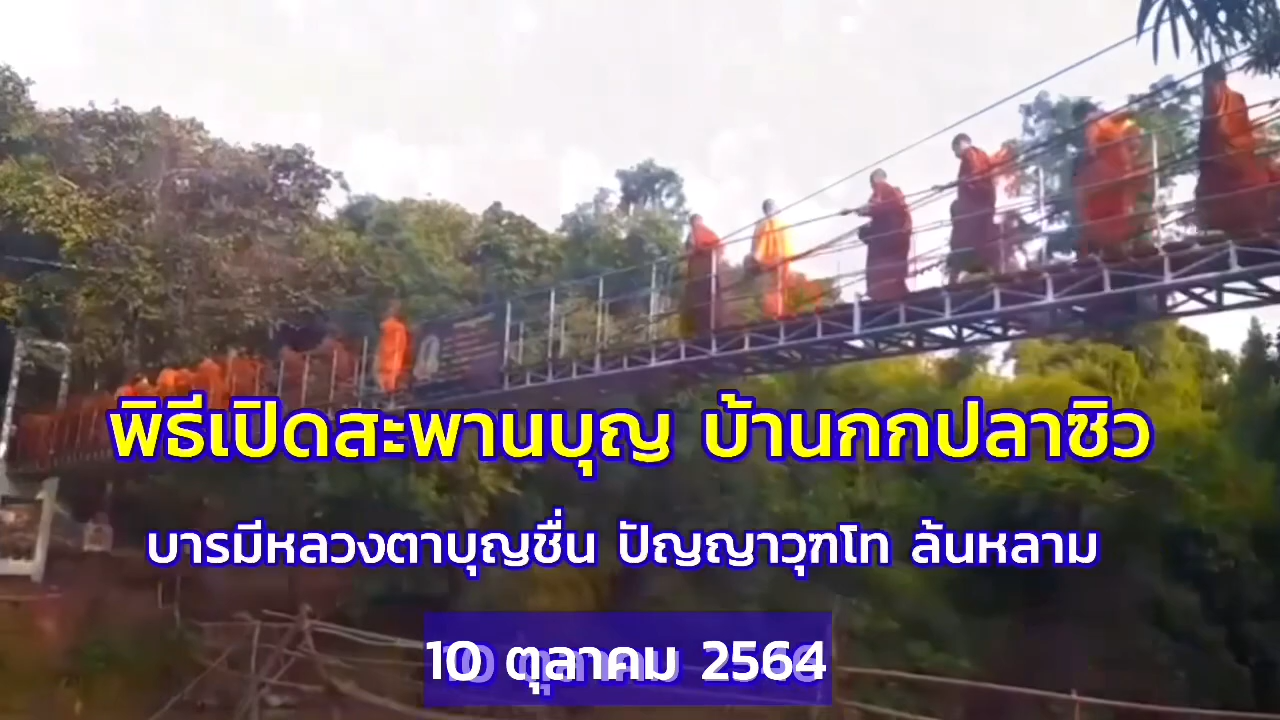 พิธีเปิดสะพานบุญ บ้านกกปลาซิว
บารมีหลวงตาบุญชื่น ปัญญาวุฑโท ล้นหลาม
10 ตุลาคม 2564